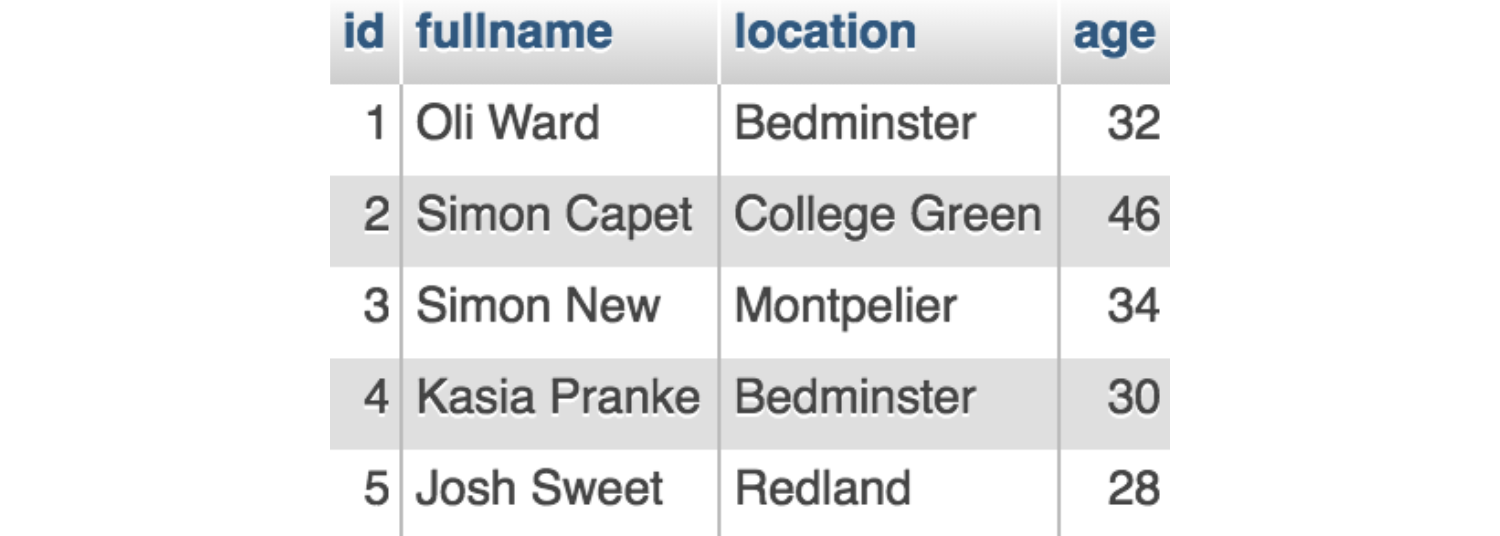 id fullname location age
1 Oli Ward Bedminster 32
2 Simon Capet College Green 46
3 Simon New Montpelier 34
4 Kasia Pranke Bedminster 30
5 Josh Sweet Redland 28